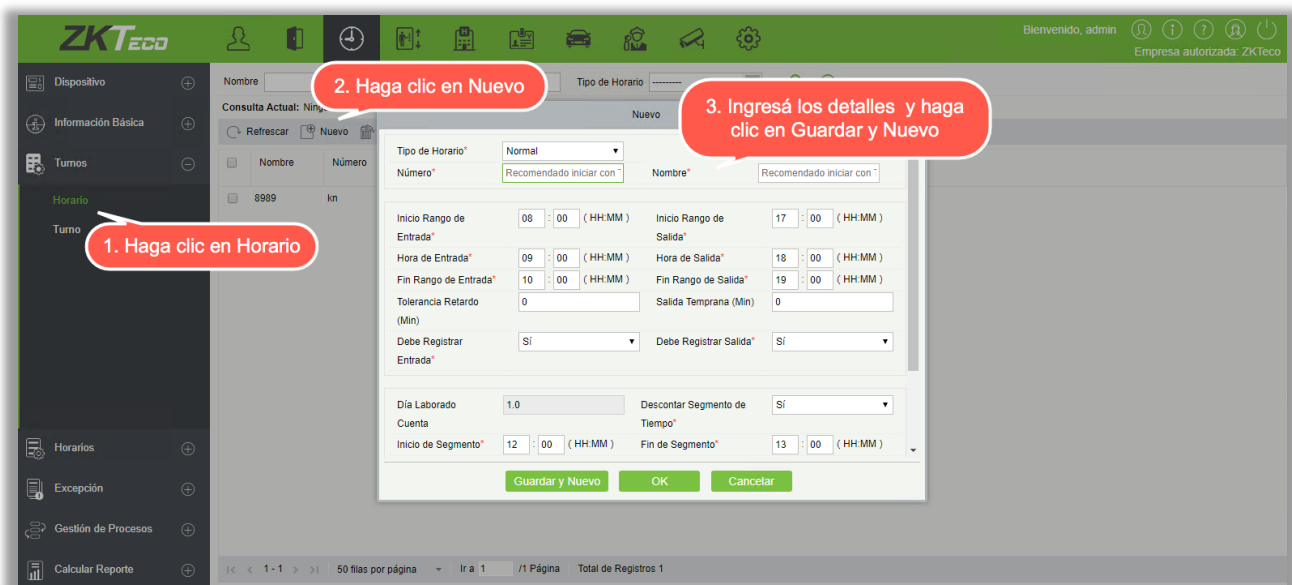 ZKTeco
Bienvenido, admin
Empresa autorizada: ZKTeco
Dispositivo
Información Básica
Turnos
Horario
Turno
Horarios
Excepción
Gestión de Procesos
Calcular Reporte
Nombre
Tipo de Horario ---------
Consulta Actual:
Refrescar Nuevo
Nombre Número
8989 kn
1. Haga clic en Horario
2. Haga clic en Nuevo
3. Ingresá los detalles y haga
clic en Guardar y Nuevo
Nuevo
Tipo de Horario* Normal
Número* Recomendado iniciar con Nombre* Recomendado iniciar con
Inicio Rango de Entrada* 08 : 00 ( HH:MM ) Inicio Rango de Salida* 17 : 00 ( HH:MM )
Hora de Entrada* 09 : 00 ( HH:MM ) Hora de Salida* 18 : 00 ( HH:MM )
Fin Rango de Entrada* 10 : 00 ( HH:MM ) Fin Rango de Salida* 19 : 00 ( HH:MM )
Tolerancia Retardo (Min) 0 Salida Temprana (Min) 0
Debe Registrar Entrada* Sí Debe Registrar Salida* Sí
Día Laborado Cuenta 1.0 Descontar Segmento de Tiempo* Sí
Inicio de Segmento* 12 : 00 ( HH:MM ) Fin de Segmento* 13 : 00 ( HH:MM )
Guardar y Nuevo OK Cancelar
|< < 1 - 1 > >| 50 filas por página Ir a 1 /1 Página Total de Registros 1